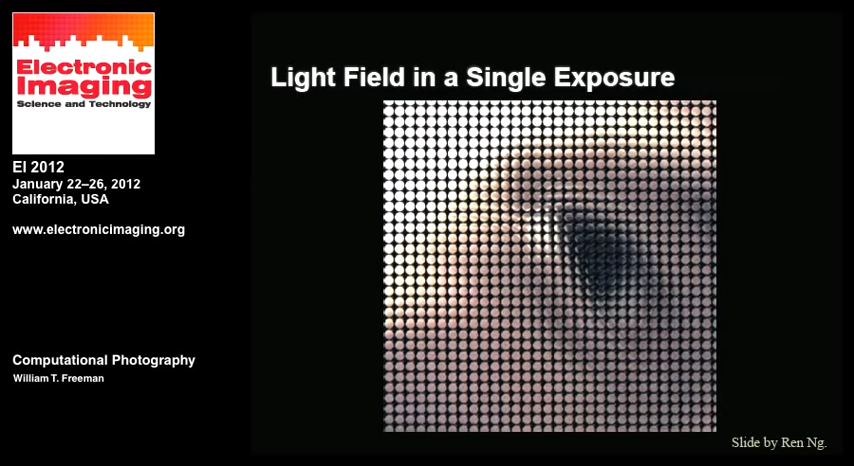 Electronic
Imaging
Science and Technology
EI 2012
January 22–26, 2012
California, USA
www.electronicimaging.org
Computational Photography
William T. Freeman
Light Field in a Single Exposure
Slide by Ren Ng.